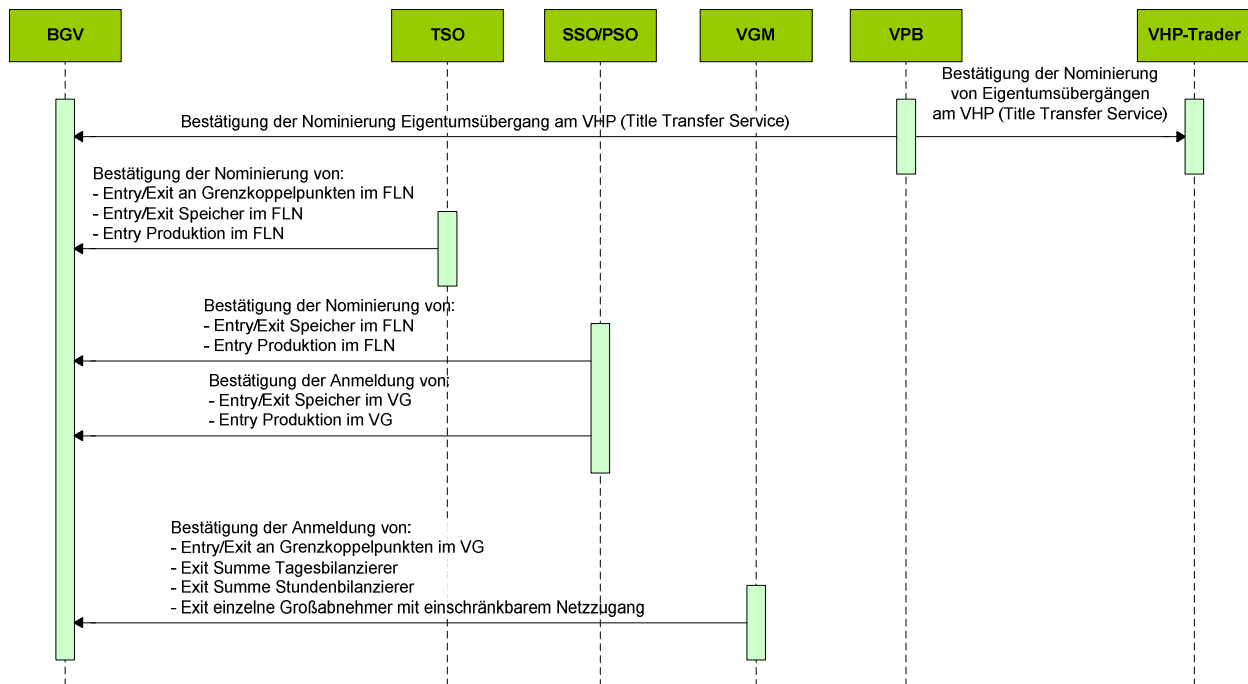 BGV
TSO
SSO/PSO
VGM
VPB
VHP-Trader
Bestätigung der Nominierung
von Eigentumsübergängen
am VHP (Title Transfer Service)
Bestätigung der Nominierung Eigentumsübergang am VHP (Title Transfer Service)
Bestätigung der Nominierung von:
- Entry/Exit an Grenzkoppelpunkten im FLN
- Entry/Exit Speicher im FLN
- Entry Produktion im FLN
Bestätigung der Nominierung von:
- Entry/Exit Speicher im FLN
- Entry Produktion im FLN
Bestätigung der Anmeldung von:
- Entry/Exit Speicher im VG
- Entry Produktion im VG
Bestätigung der Anmeldung von:
- Entry/Exit an Grenzkoppelpunkten im VG
- Exit Summe Tagesbilanzierer
- Exit Summe Stundenbilanzierer
- Exit einzelne Großabnehmer mit einschränkbarem Netzzugang